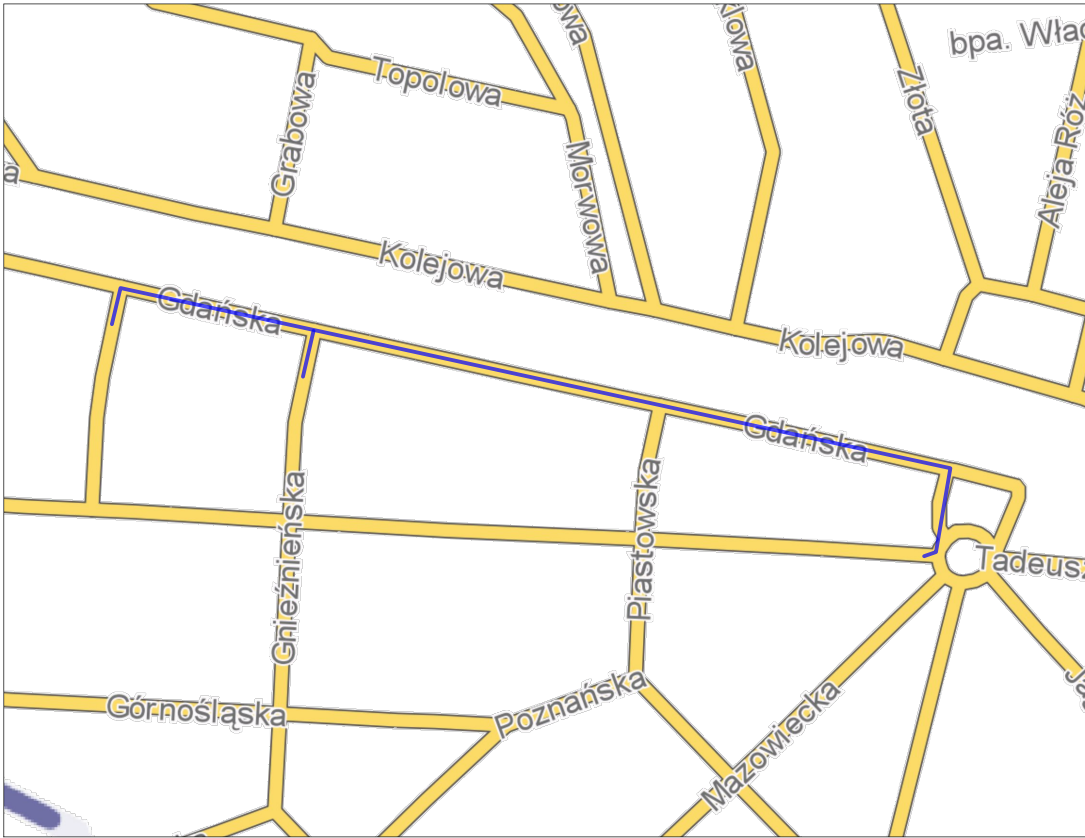 Topolowa
Grabowa
Morwowa
Złota
bpa. Wład
Aleja Róż
Kolejowa
Kolejowa
Gdańska
Gdańska
Gnieźnieńska
Piastowska
Tadeusz
Górnośląska
Poznańska
Mazowiecka